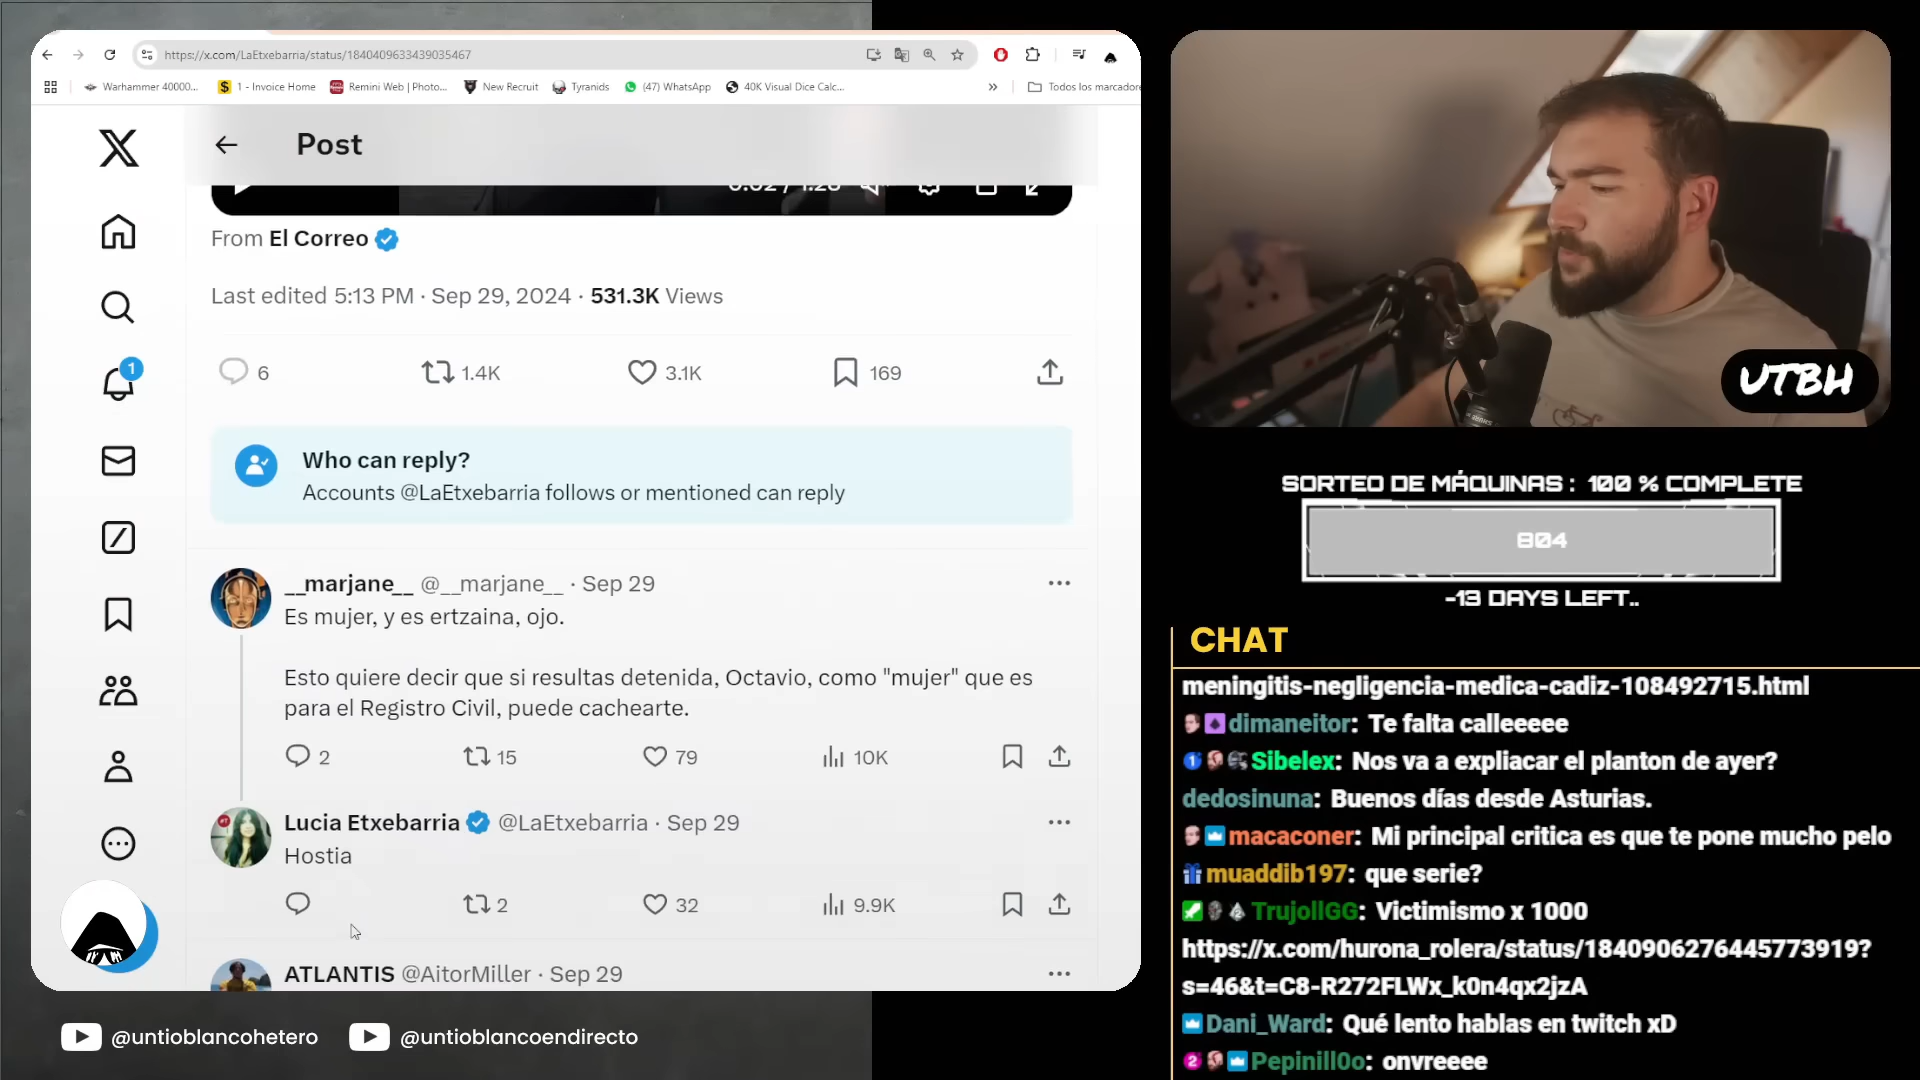 https://x.com/LaEtxebarria/status/1840409633439035467
Warhammer 40000...
1 - Invoice Home
Remini Web | Photo...
New Recruit
Tyranids
(47) WhatsApp
40K Visual Dice Calc...
»
Todos los marcadore
Post
From El Correo
Last edited 5:13 PM · Sep 29, 2024 · 531.3K Views
6
1.4K
3.1K
169
1
Who can reply?
Accounts @LaEtxebarria follows or mentioned can reply
__marjane__ @__marjane__ · Sep 29
Es mujer, y es ertzaina, ojo.
Esto quiere decir que si resultas detenida, Octavio, como "mujer" que es
para el Registro Civil, puede cachearte.
2
15
79
10K
Lucia Etxebarria @LaEtxebarria · Sep 29
Hostia
2
32
9.9K
ATLANTIS @AitorMiller · Sep 29
@untioblancohetero
@untioblancoendirecto
UTBH
SORTEO DE MÁQUINAS : 100 % COMPLETE
804
-13 DAYS LEFT..
CHAT
meningitis-negligencia-medica-cadiz-108492715.html
dimaneitor: Te falta calleeeee
Sibelex: Nos va a expliacar el planton de ayer?
dedosinuna: Buenos días desde Asturias.
macaconer: Mi principal critica es que te pone mucho pelo
muaddib197: que serie?
TrujollGG: Victimismo x 1000
https://x.com/hurona_rolera/status/1840906276445773919?
s=46&t=C8-R272FLWx_k0n4qx2jzA
Dani_Ward: Qué lento hablas en twitch xD
Pepinill0o: onvreeee